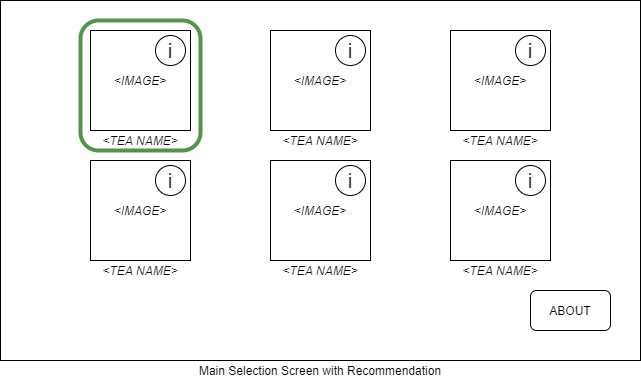 i i i
<IMAGE> <IMAGE> <IMAGE>
<TEA NAME> <TEA NAME> <TEA NAME>
i i i
<IMAGE> <IMAGE> <IMAGE>
<TEA NAME> <TEA NAME> <TEA NAME>
ABOUT
Main Selection Screen with Recommendation